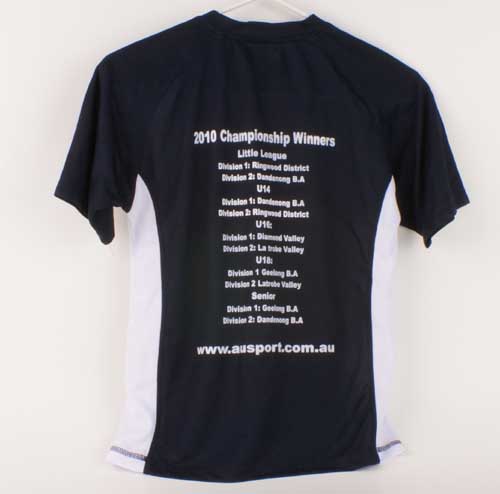 2010 Championship Winners
Little League
Division 1: Ringwood District
Division 2: Dandenong B.A
U14
Division 1: Dandenong B.A
Division 2: Ringwood District
U16:
Division 1: Diamond Valley
Division 2: La trobe Valley
U18:
Division 1 Geelong B.A
Division 2 Latrobe Valley
Senior
Division 1: Geelong B.A
Division 2: Dandenong B.A
www.ausport.com.au